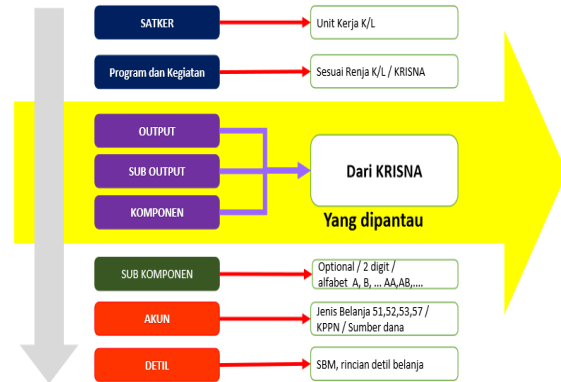 SATKER
Unit Kerja K/L
Program dan Kegiatan
Sesuai Renja K/L / KRISNA
OUTPUT
SUB OUTPUT
KOMPONEN
Dari KRISNA
Yang dipantau
SUB KOMPONEN
Optional / 2 digit /
alfabet A, B, ... AA,AB,....
AKUN
Jenis Belanja 51,52,53,57 /
KPPN / Sumber dana
DETIL
SBM, rincian detil belanja